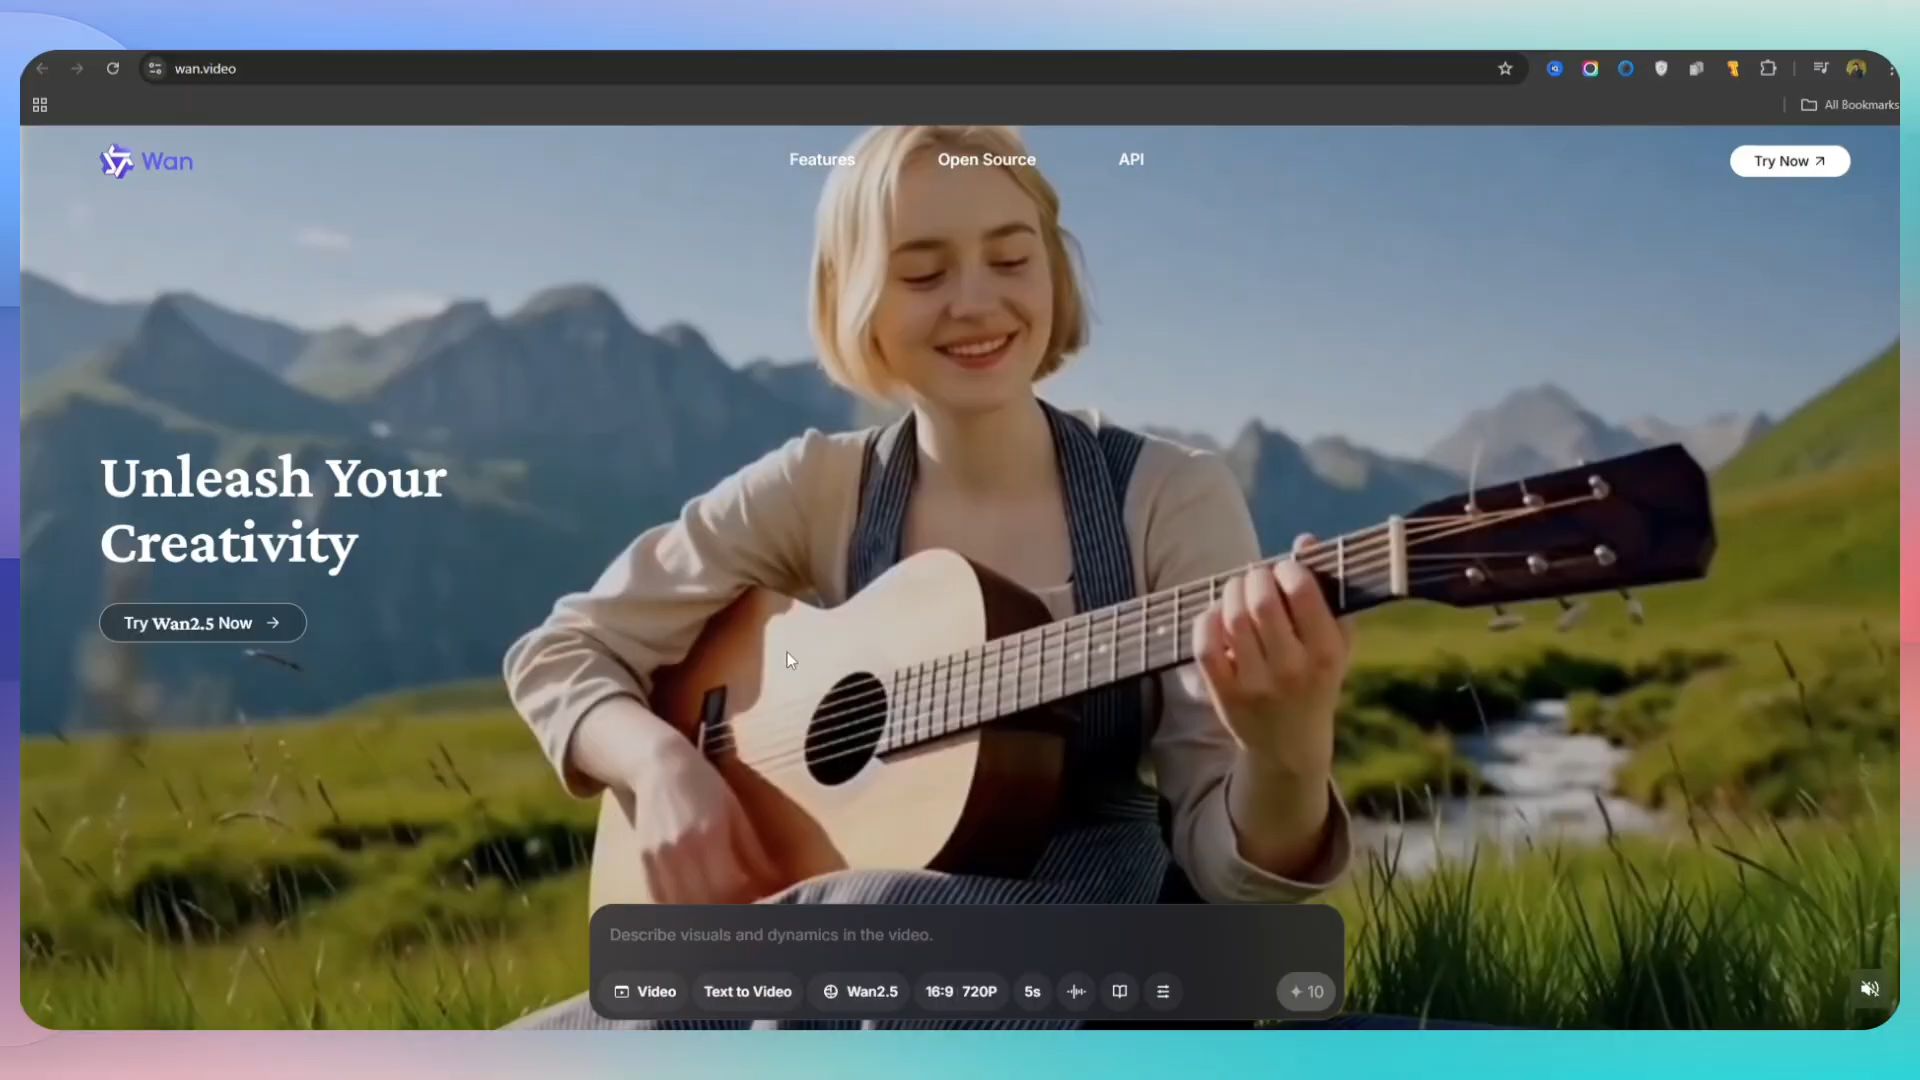 wan.video
All Bookmarks
Wan
Features
Open Source
API
Try Now
Unleash Your
Creativity
Try Wan2.5 Now
Describe visuals and dynamics in the video.
Video
Text to Video
Wan2.5
16:9 720P
5s
10